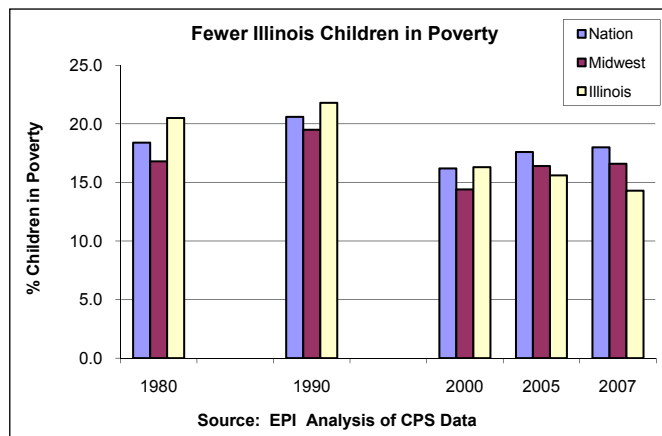 Fewer Illinois Children in Poverty
Nation
Midwest
Illinois
% Children in Poverty
25.0
20.0
15.0
10.0
5.0
0.0
1980 1990 2000 2005 2007
Source: EPI Analysis of CPS Data